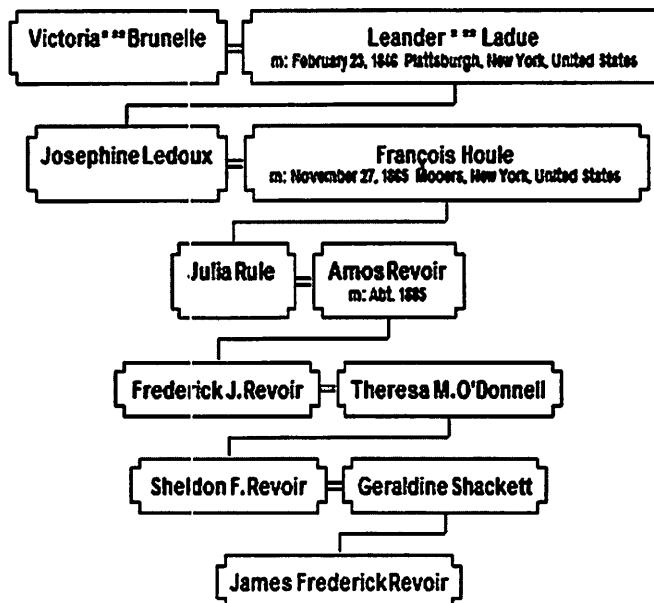 Victoria***Brunelle
Leander *** Ladue
m: February 23, 1846 Plattsburgh, New York, United States
Josephine Ledoux
François Houle
m: November 27, 1865 Mooers, New York, United States
Julia Rule
Amos Revoir
m: Abt. 1885
Frederick J. Revoir
Theresa M. O'Donnell
Sheldon F. Revoir
Geraldine Shackett
James Frederick Revoir